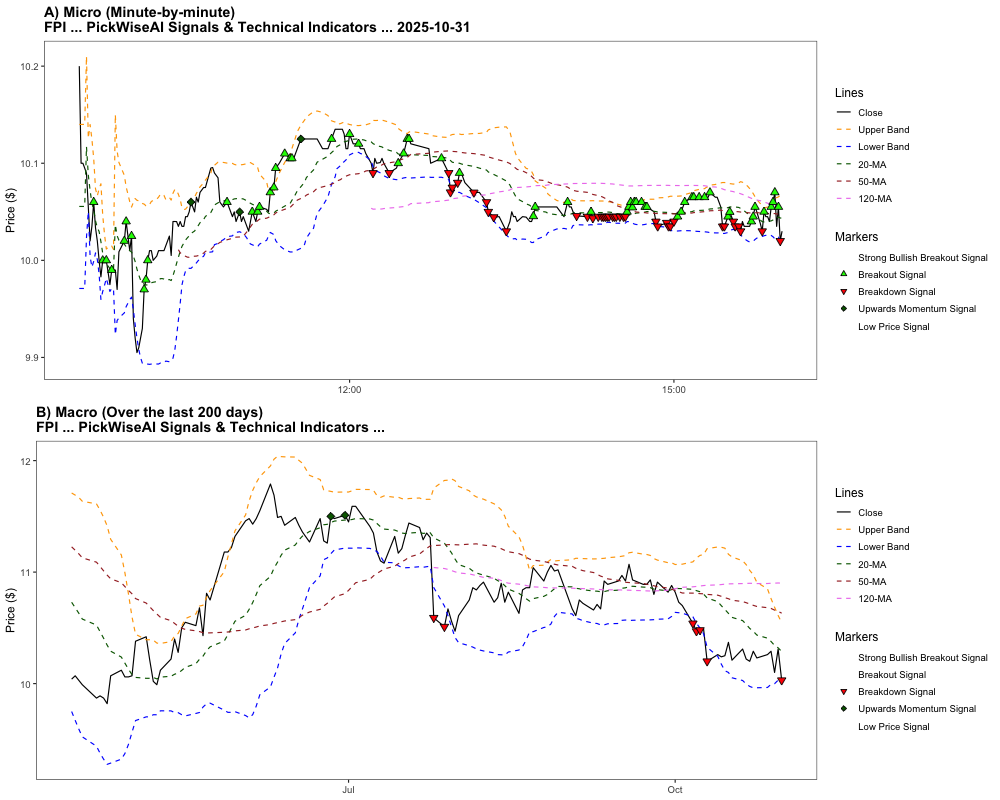 A) Micro (Minute-by-minute)
FPI ... PickWiseAI Signals & Technical Indicators ... 2025-10-31
Price ($)
10.2
10.1
10.0
9.9
12:00
15:00
Lines
Close
Upper Band
Lower Band
20-MA
50-MA
120-MA
Markers
Strong Bullish Breakout Signal
Breakout Signal
Breakdown Signal
Upwards Momentum Signal
Low Price Signal
B) Macro (Over the last 200 days)
FPI ... PickWiseAI Signals & Technical Indicators ...
Price ($)
12
11
10
Jul
Oct
Lines
Close
Upper Band
Lower Band
20-MA
50-MA
120-MA
Markers
Strong Bullish Breakout Signal
Breakout Signal
Breakdown Signal
Upwards Momentum Signal
Low Price Signal